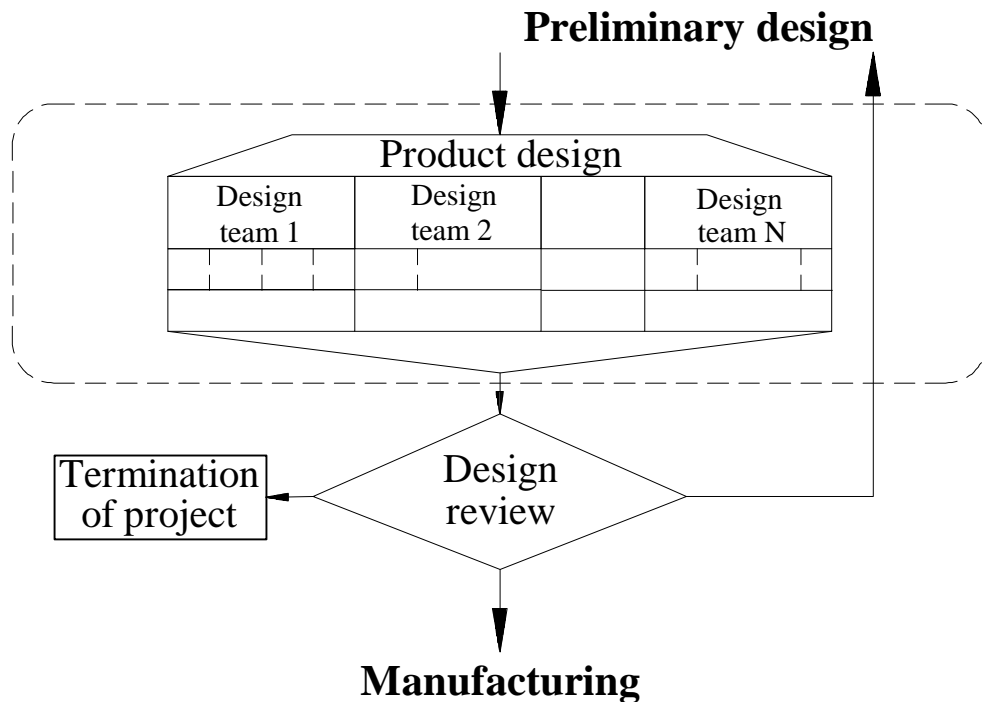 Preliminary design
Product design
Design
team 1
Design
team 2
Design
team N
Design
review
Termination
of project
Manufacturing